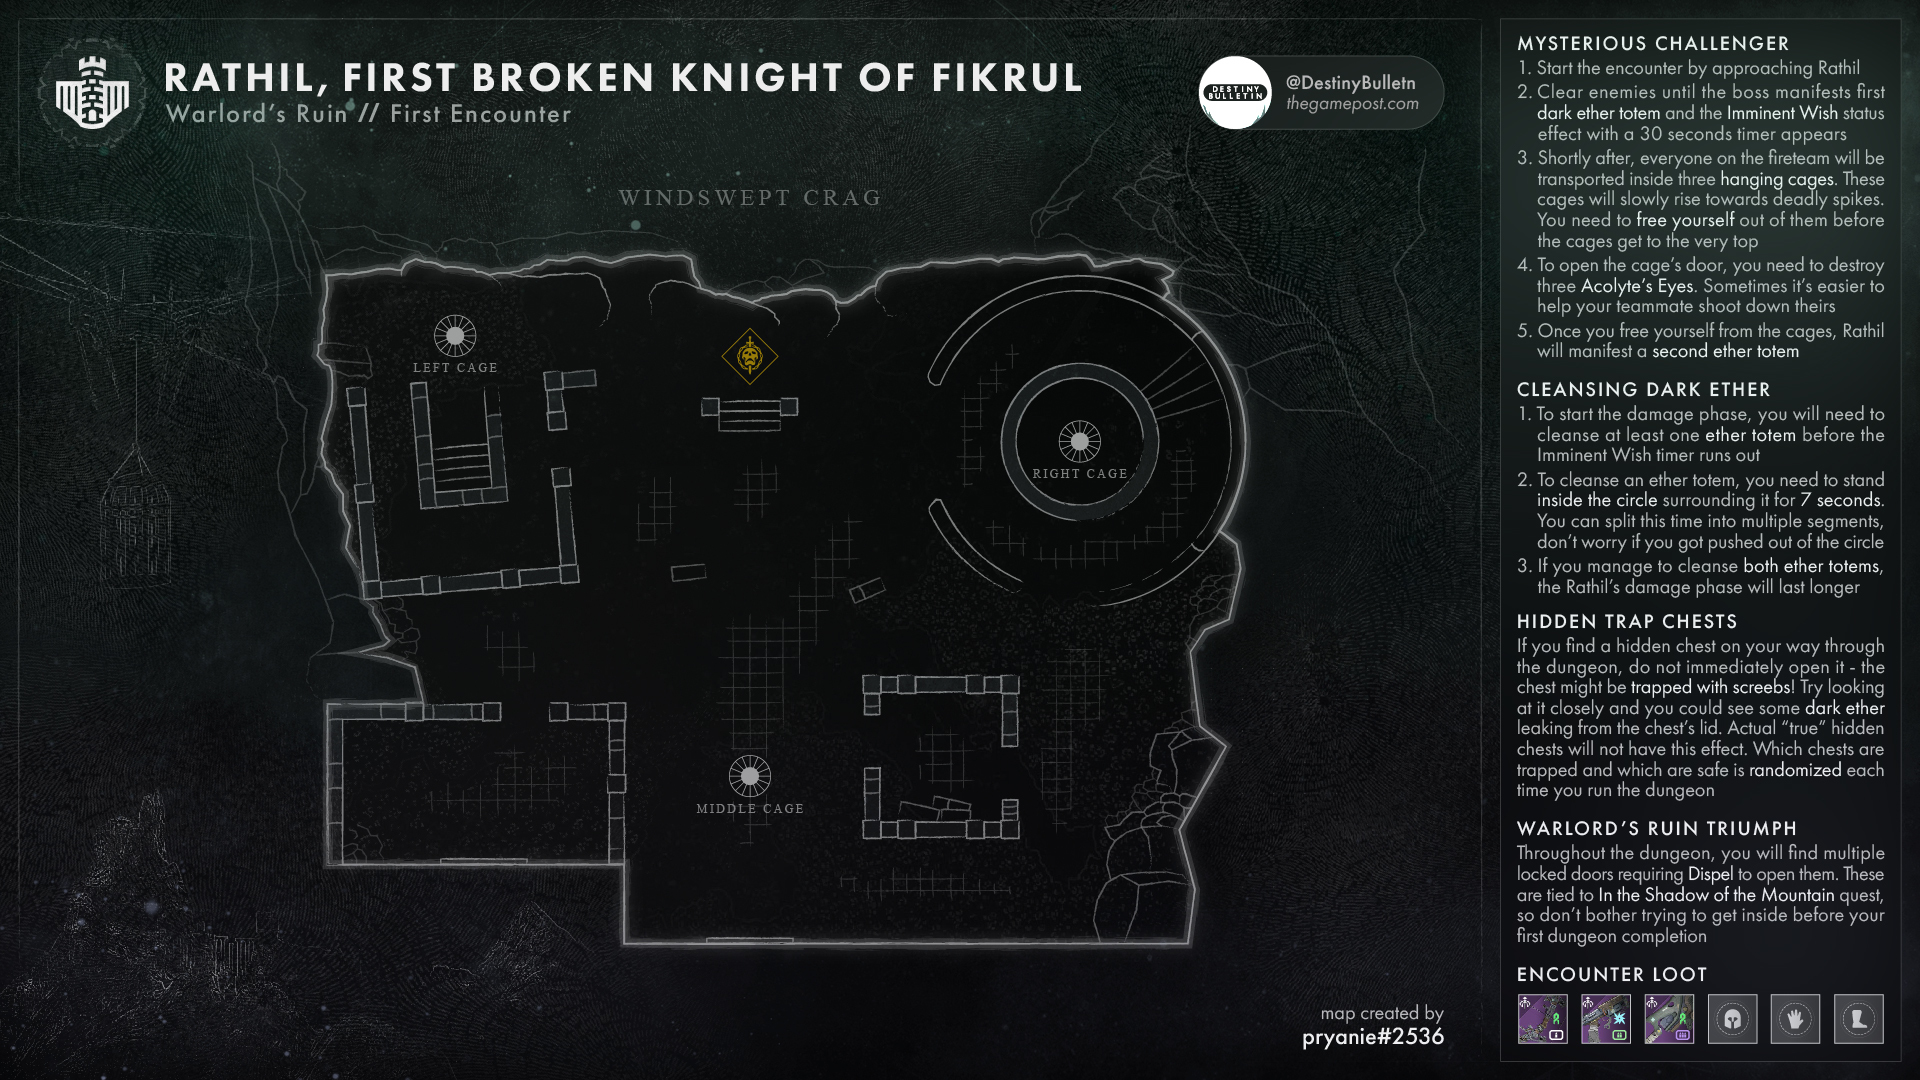 RATHIL, FIRST BROKEN KNIGHT OF FIKRUL
Warlord's Ruin // First Encounter
DESTINY
BULLETIN
@DestinyBulletn
thegamepost.com
WINDSWEPT CRAG
LEFT CAGE
RIGHT CAGE
MIDDLE CAGE
map created by
pryanie#2536
MYSTERIOUS CHALLENGER
1. Start the encounter by approaching Rathil
2. Clear enemies until the boss manifests first
dark ether totem and the Imminent Wish status
effect with a 30 seconds timer appears
3. Shortly after, everyone on the fireteam will be
transported inside three hanging cages. These
cages will slowly rise towards deadly spikes.
You need to free yourself out of them before
the cages get to the very top
4. To open the cage's door, you need to destroy
three Acolyte's Eyes. Sometimes it's easier to
help your teammate shoot down theirs
5. Once you free yourself from the cages, Rathil
will manifest a second ether totem
CLEANSING DARK ETHER
1. To start the damage phase, you will need to
cleanse at least one ether totem before the
Imminent Wish timer runs out
2. To cleanse an ether totem, you need to stand
inside the circle surrounding it for 7 seconds.
You can split this time into multiple segments,
don't worry if you got pushed out of the circle
3. If you manage to cleanse both ether totems,
the Rathil's damage phase will last longer
HIDDEN TRAP CHESTS
If you find a hidden chest on your way through
the dungeon, do not immediately open it - the
chest might be trapped with screebs! Try looking
at it closely and you could see some dark ether
leaking from the chest's lid. Actual “true” hidden
chests will not have this effect. Which chests are
trapped and which are safe is randomized each
time you run the dungeon
WARLORD'S RUIN TRIUMPH
Throughout the dungeon, you will find multiple
locked doors requiring Dispel to open them. These
are tied to In the Shadow of the Mountain quest,
so don't bother trying to get inside before your
first dungeon completion
ENCOUNTER LOOT